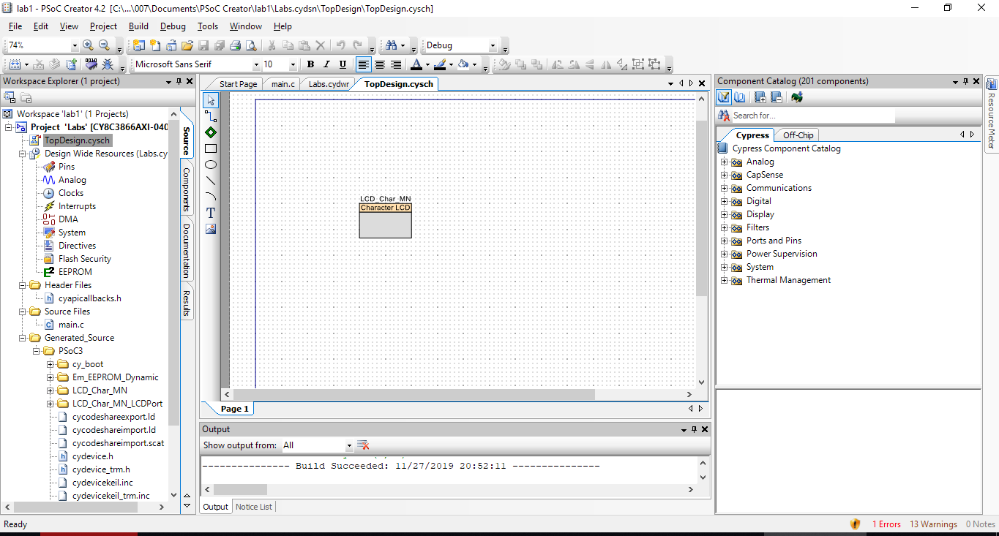 lab1 - PSoC Creator 4.2 [C:\...\007\Documents\PSoC Creator\lab1\Labs.cydsn\TopDesign\TopDesign.cysch]
File Edit View Project Build Debug Tools Window Help
74% Debug
Microsoft Sans Serif 10 B I U A
Workspace Explorer (1 project)
Workspace 'lab1' (1 Projects)
Project 'Labs' [CY8C3866AXI-040
TopDesign.cysch
Design Wide Resources (Labs.cy
Pins
Analog
Clocks
Interrupts
DMA
System
Directives
Flash Security
EEPROM
Header Files
cyapicallbacks.h
Source Files
main.c
Generated_Source
PSoC3
cy_boot
Em_EEPROM_Dynamic
LCD_Char_MN
LCD_Char_MN_LCDPort
cycodeshareexport.ld
cycodeshareimport.ld
cycodeshareimport.scat
cydevice.h
cydevice_trm.h
cydevicekeil.inc
cydevicekeil_trm.inc
Source
Components
Documentation
Results
Start Page main.c Labs.cydwr TopDesign.cysch
T
LCD_Char_MN
Character LCD
Page 1
Output
Show output from: All
--------------- Build Succeeded: 11/27/2019 20:52:11 ---------------
Output Notice List
Component Catalog (201 components)
Search for...
Cypress Off-Chip
Cypress Component Catalog
Analog
CapSense
Communications
Digital
Display
Filters
Ports and Pins
Power Supervision
System
Thermal Management
Resource Meter
Ready 1 Errors 13 Warnings 0 Notes